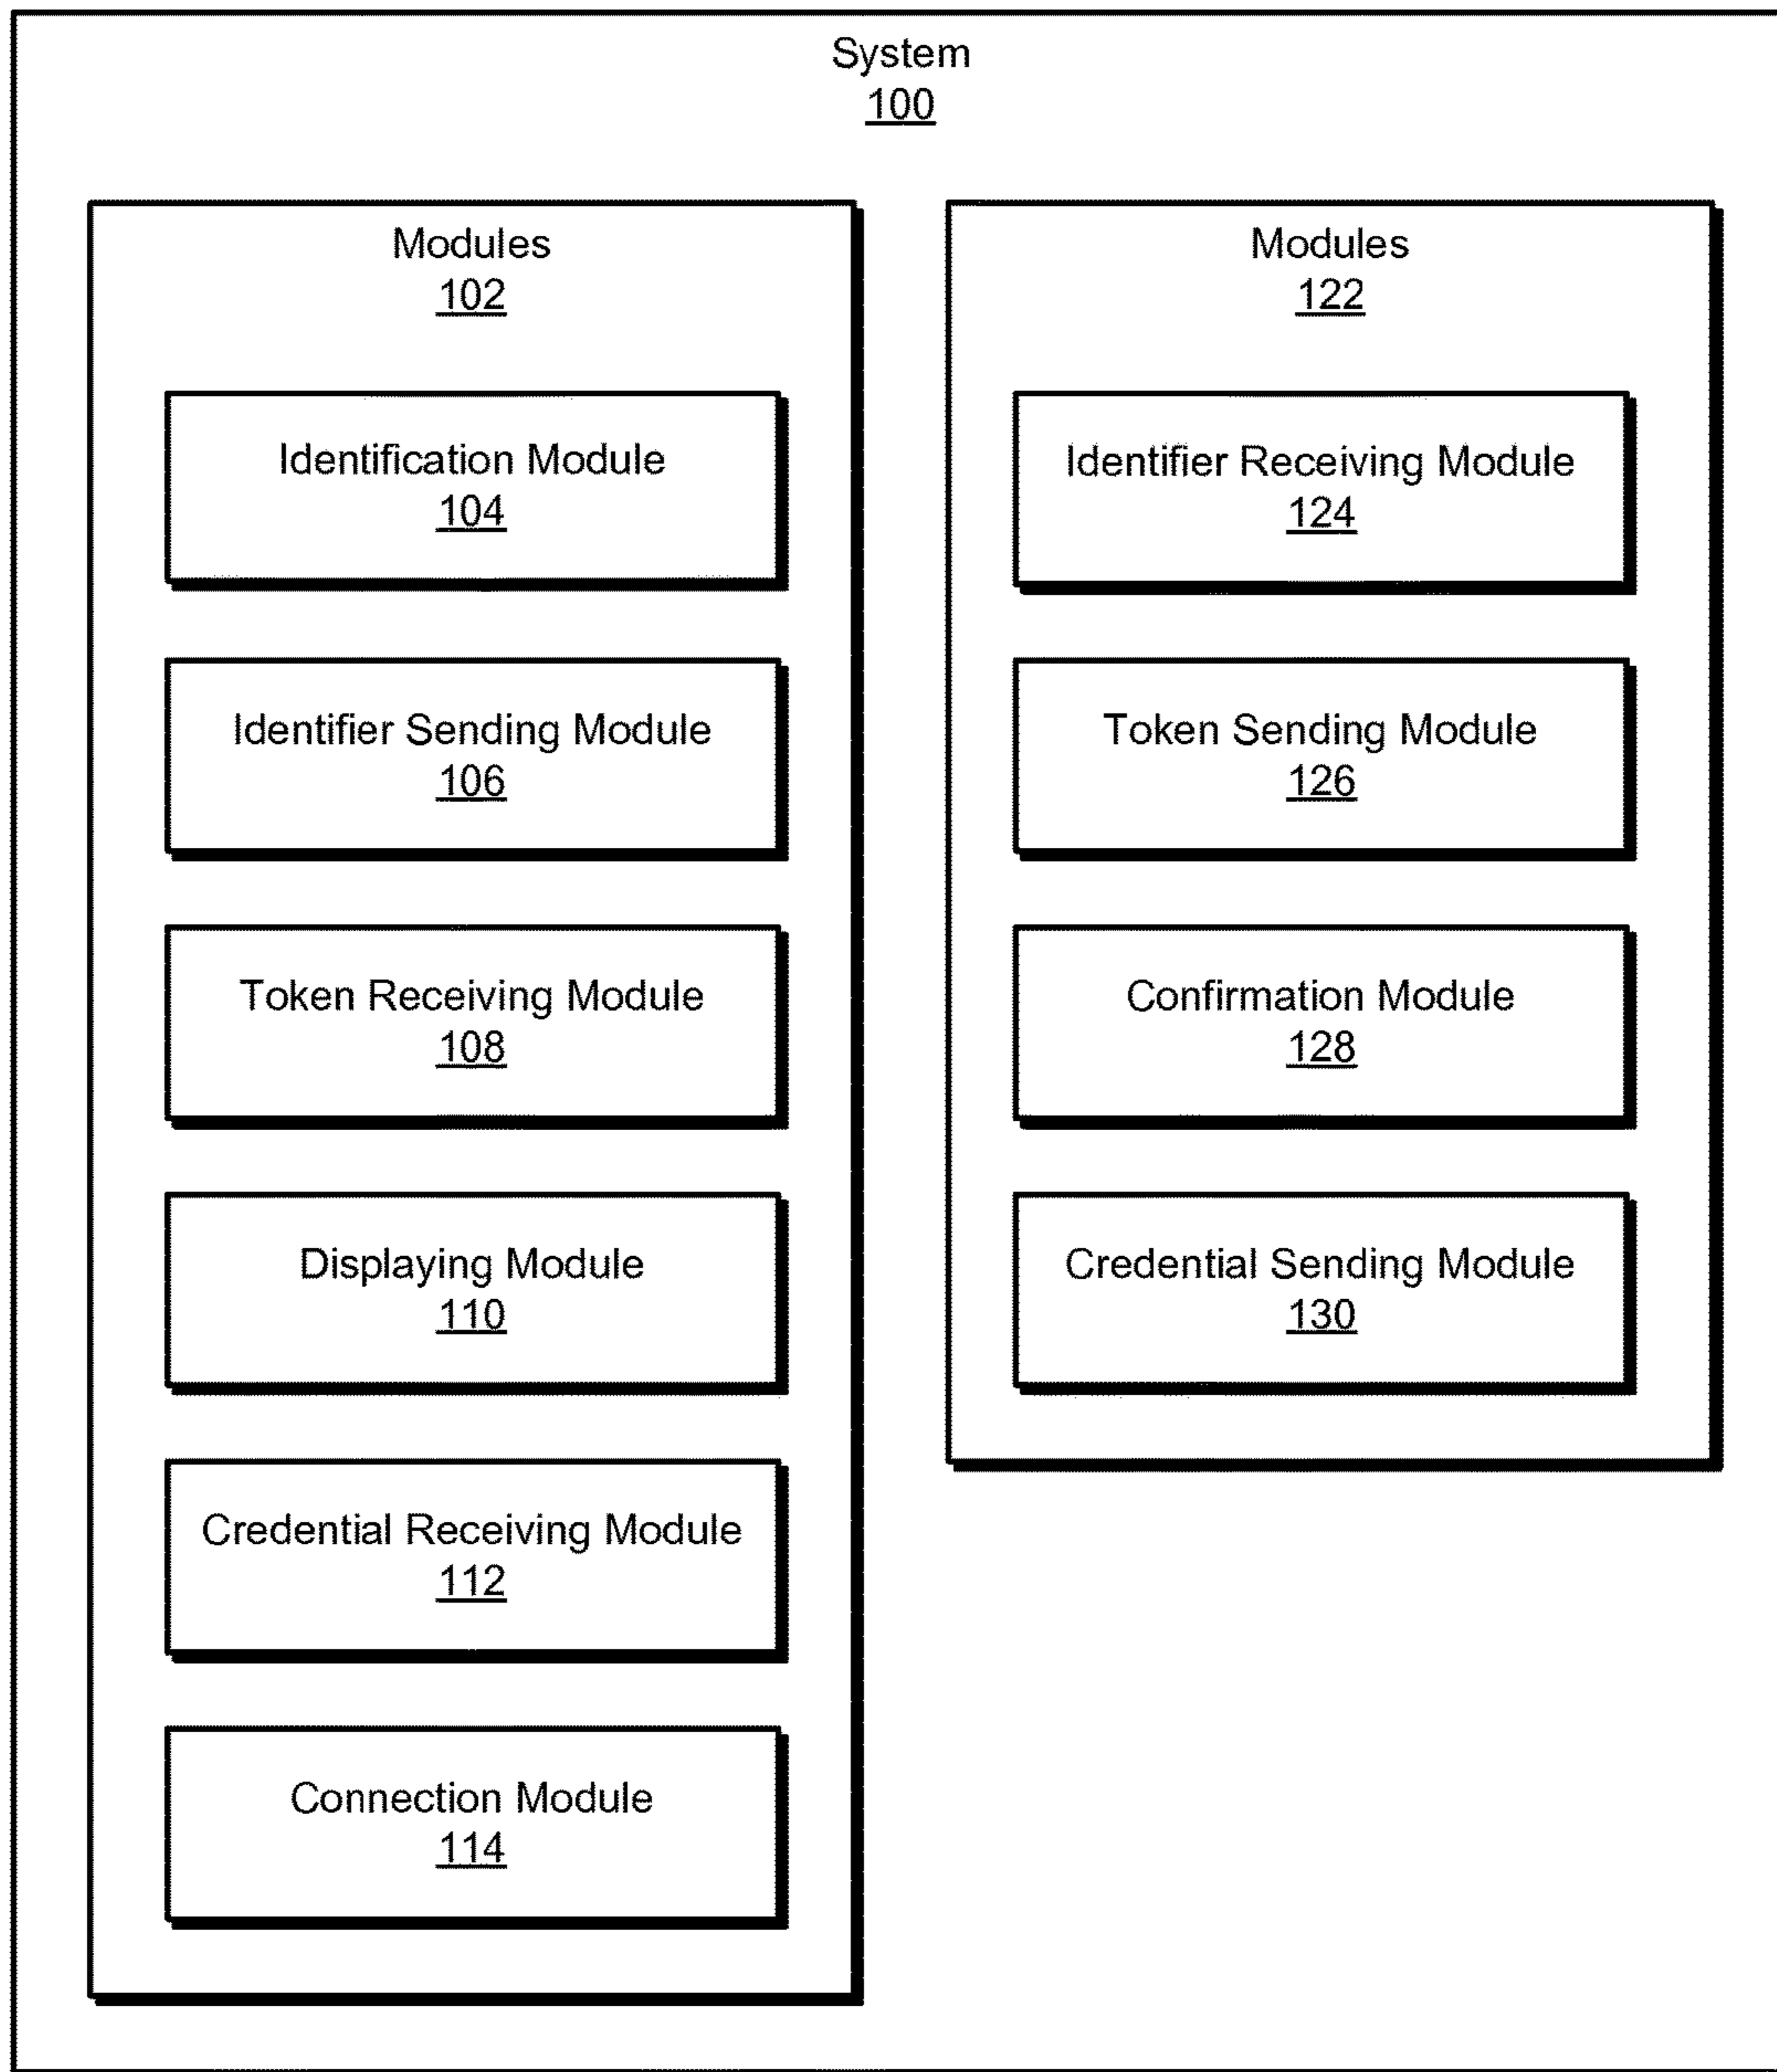 System
100
Modules
102
Identification Module
104
Identifier Sending Module
106
Token Receiving Module
108
Displaying Module
110
Credential Receiving Module
112
Connection Module
114
Modules
122
Identifier Receiving Module
124
Token Sending Module
126
Confirmation Module
128
Credential Sending Module
130